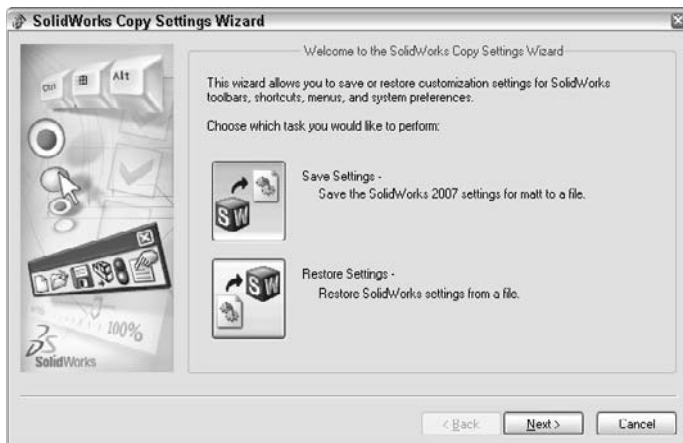 SolidWorks Copy Settings Wizard
Welcome to the SolidWorks Copy Settings Wizard
This wizard allows you to save or restore customization settings for SolidWorks
toolbars, shortcuts, menus, and system preferences.
Choose which task you would like to perform:
Save Settings -
Save the SolidWorks 2007 settings for matt to a file.
Restore Settings -
Restore SolidWorks settings from a file.
Ctrl
Alt
SW
SW
100%
SolidWorks
< Back
Next >
Cancel